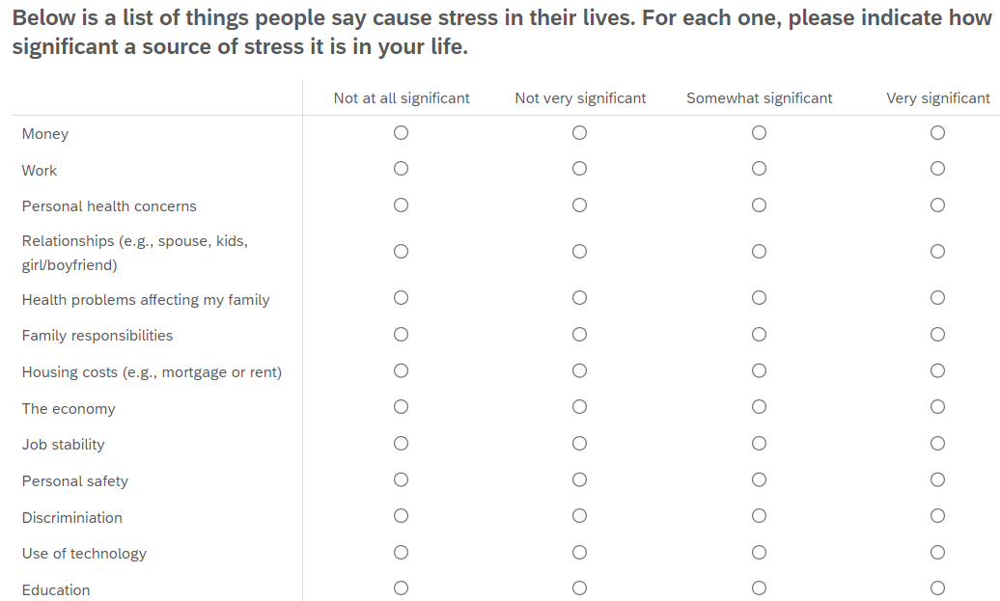 Below is a list of things people say cause stress in their lives. For each one, please indicate how
significant a source of stress it is in your life.
Not at all significant Not very significant Somewhat significant Very significant
Money
Work
Personal health concerns
Relationships (e.g., spouse, kids,
girl/boyfriend)
Health problems affecting my family
Family responsibilities
Housing costs (e.g., mortgage or rent)
The economy
Job stability
Personal safety
Discriminiation
Use of technology
Education